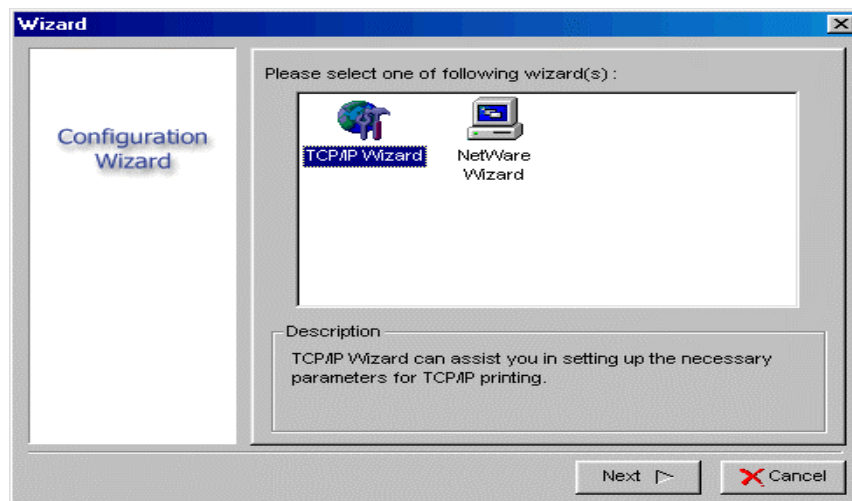 Wizard
Configuration
Wizard
Please select one of following wizard(s) :
TCP/IP Wizard
NetWare
Wizard
Description
TCP/IP Wizard can assist you in setting up the necessary
parameters for TCP/IP printing.
Next
Cancel